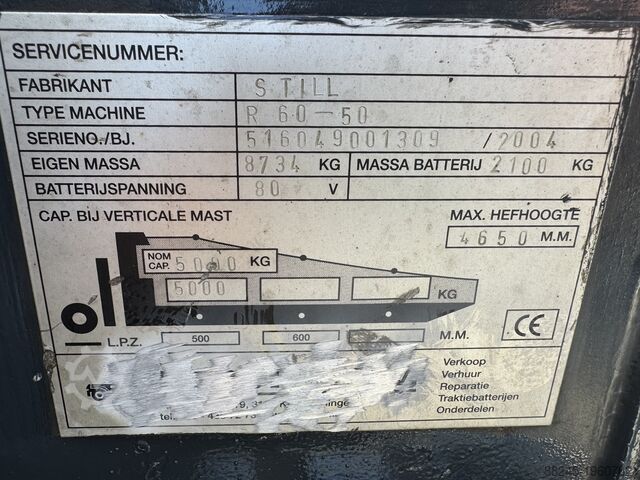 SERVICENUMMER:
FABRIKANT STILL
TYPE MACHINE R 60-50
SERIENO./BJ. 516049001309 /2004
EIGEN MASSA 8734 KG MASSA BATTERIJ 2100 KG
BATTERIJSPANNING 80 V
CAP. BIJ VERTICALE MAST MAX. HEFHOOGTE
4650 M.M.
NOM CAP. 5000 KG
5000 KG
L.P.Z. 500 600 M.M.
CE
Verkoop
Verhuur
Reparatie
Traktiebatterijen
Onderdelen
tel.